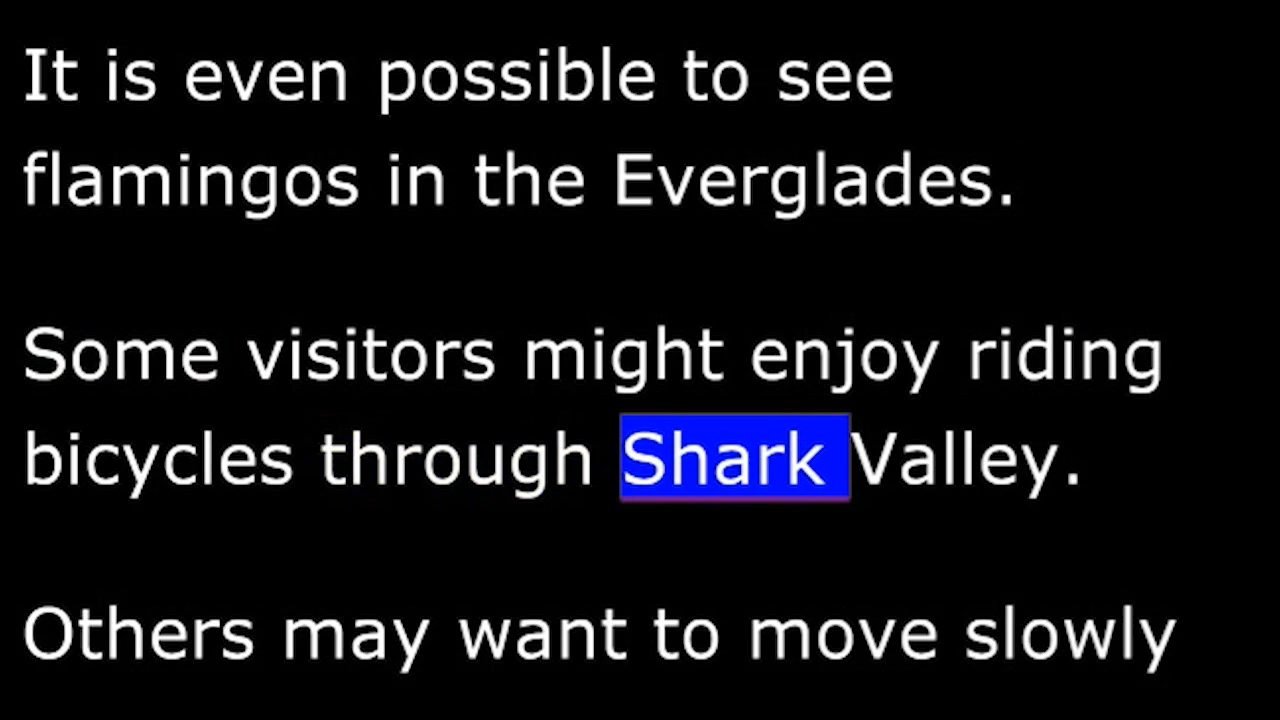 It is even possible to see
flamingos in the Everglades.
Some visitors might enjoy riding
bicycles through Shark Valley.
Others may want to move slowly